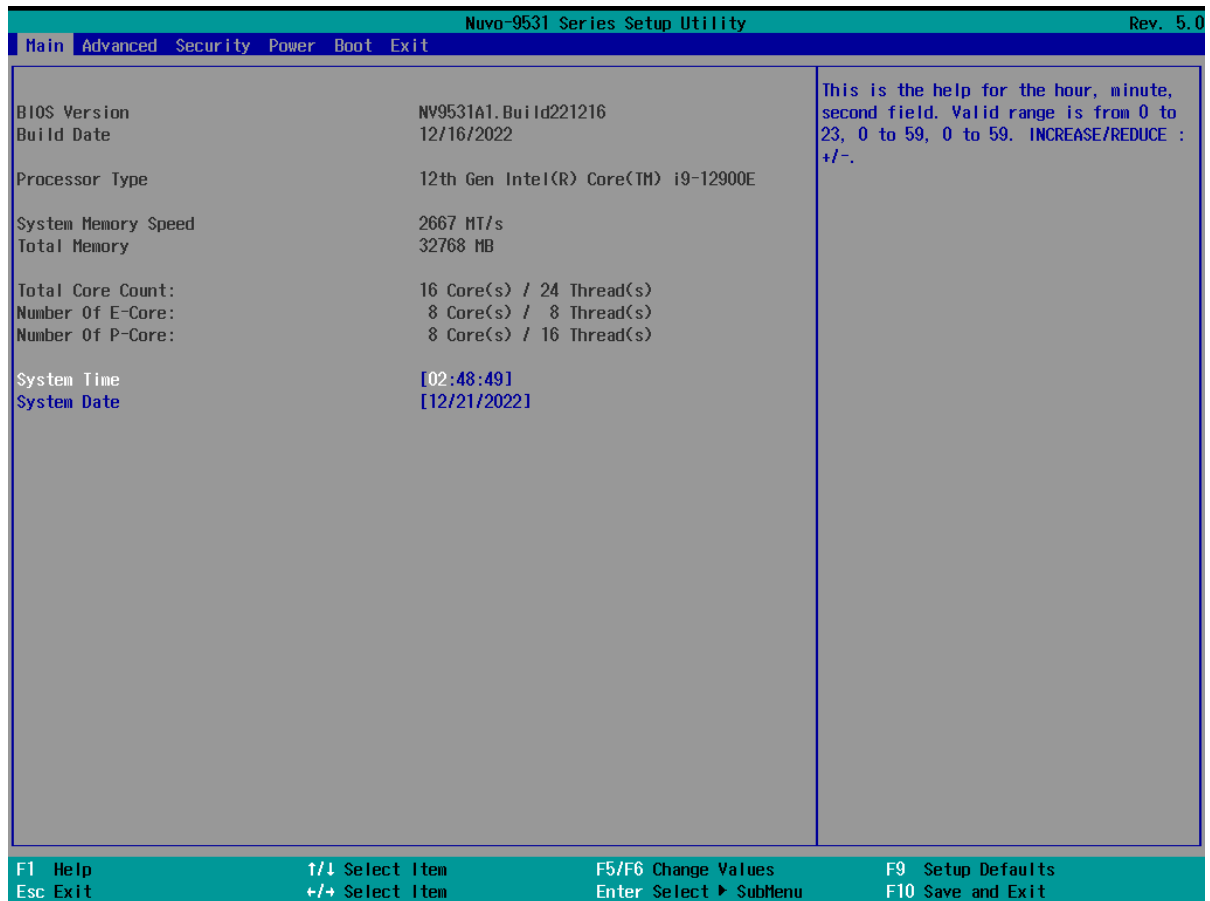 Nuvo-9531 Series Setup Utility Rev. 5.0
Main Advanced Security Power Boot Exit
BIOS Version NV9531A1.Build221216
Build Date 12/16/2022
Processor Type 12th Gen Intel(R) Core(TM) i9-12900E
System Memory Speed 2667 MT/s
Total Memory 32768 MB
Total Core Count: 16 Core(s) / 24 Thread(s)
Number Of E-Core: 8 Core(s) / 8 Thread(s)
Number Of P-Core: 8 Core(s) / 16 Thread(s)
System Time [02:48:49]
System Date [12/21/2022]
This is the help for the hour, minute,
second field. Valid range is from 0 to
23, 0 to 59, 0 to 59. INCREASE/REDUCE :
+/-.
F1 Help ↑/↓ Select Item F5/F6 Change Values F9 Setup Defaults
Esc Exit ←/→ Select Item Enter Select ▶ SubMenu F10 Save and Exit